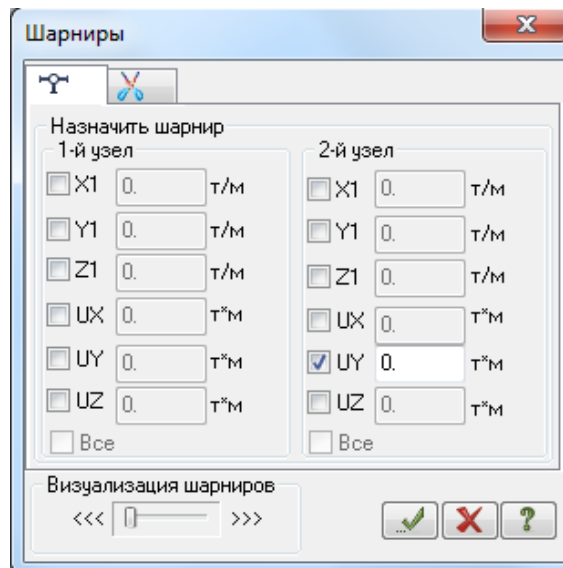 Шарниры
Назначить шарнир
1-й узел 2-й узел
X1 0. т/м X1 0. т/м
Y1 0. т/м Y1 0. т/м
Z1 0. т/м Z1 0. т/м
UX 0. т*м UX 0. т*м
UY 0. т*м UY 0. т*м
UZ 0. т*м UZ 0. т*м
Все Все
Визуализация шарниров
<<< >>>